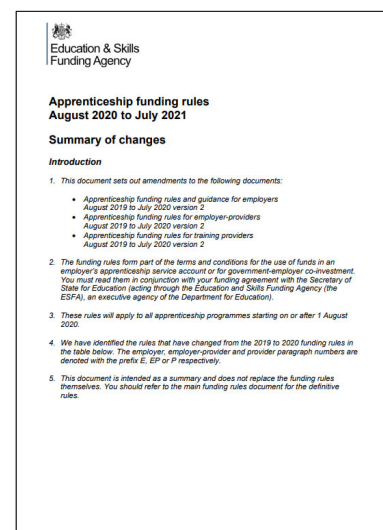 Education & Skills
Funding Agency
Apprenticeship funding rules
August 2020 to July 2021
Summary of changes
Introduction
1. This document sets out amendments to the following documents:
• Apprenticeship funding rules and guidance for employers
August 2019 to July 2020 version 2
• Apprenticeship funding rules for employer-providers
August 2019 to July 2020 version 2
• Apprenticeship funding rules for training providers
August 2019 to July 2020 version 2
2. The funding rules form part of the terms and conditions for the use of funds in an
employer's apprenticeship service account or for government-employer co-investment.
You must read them in conjunction with your funding agreement with the Secretary of
State for Education (acting through the Education and Skills Funding Agency (the
ESFA), an executive agency of the Department for Education).
3. These rules will apply to all apprenticeship programmes starting on or after 1 August
2020.
4. We have identified the rules that have changed from the 2019 to 2020 funding rules in
the table below. The employer, employer-provider and provider paragraph numbers are
denoted with the prefix E, EP or P respectively.
5. This document is intended as a summary and does not replace the funding rules
themselves. You should refer to the main funding rules document for the definitive
rules.